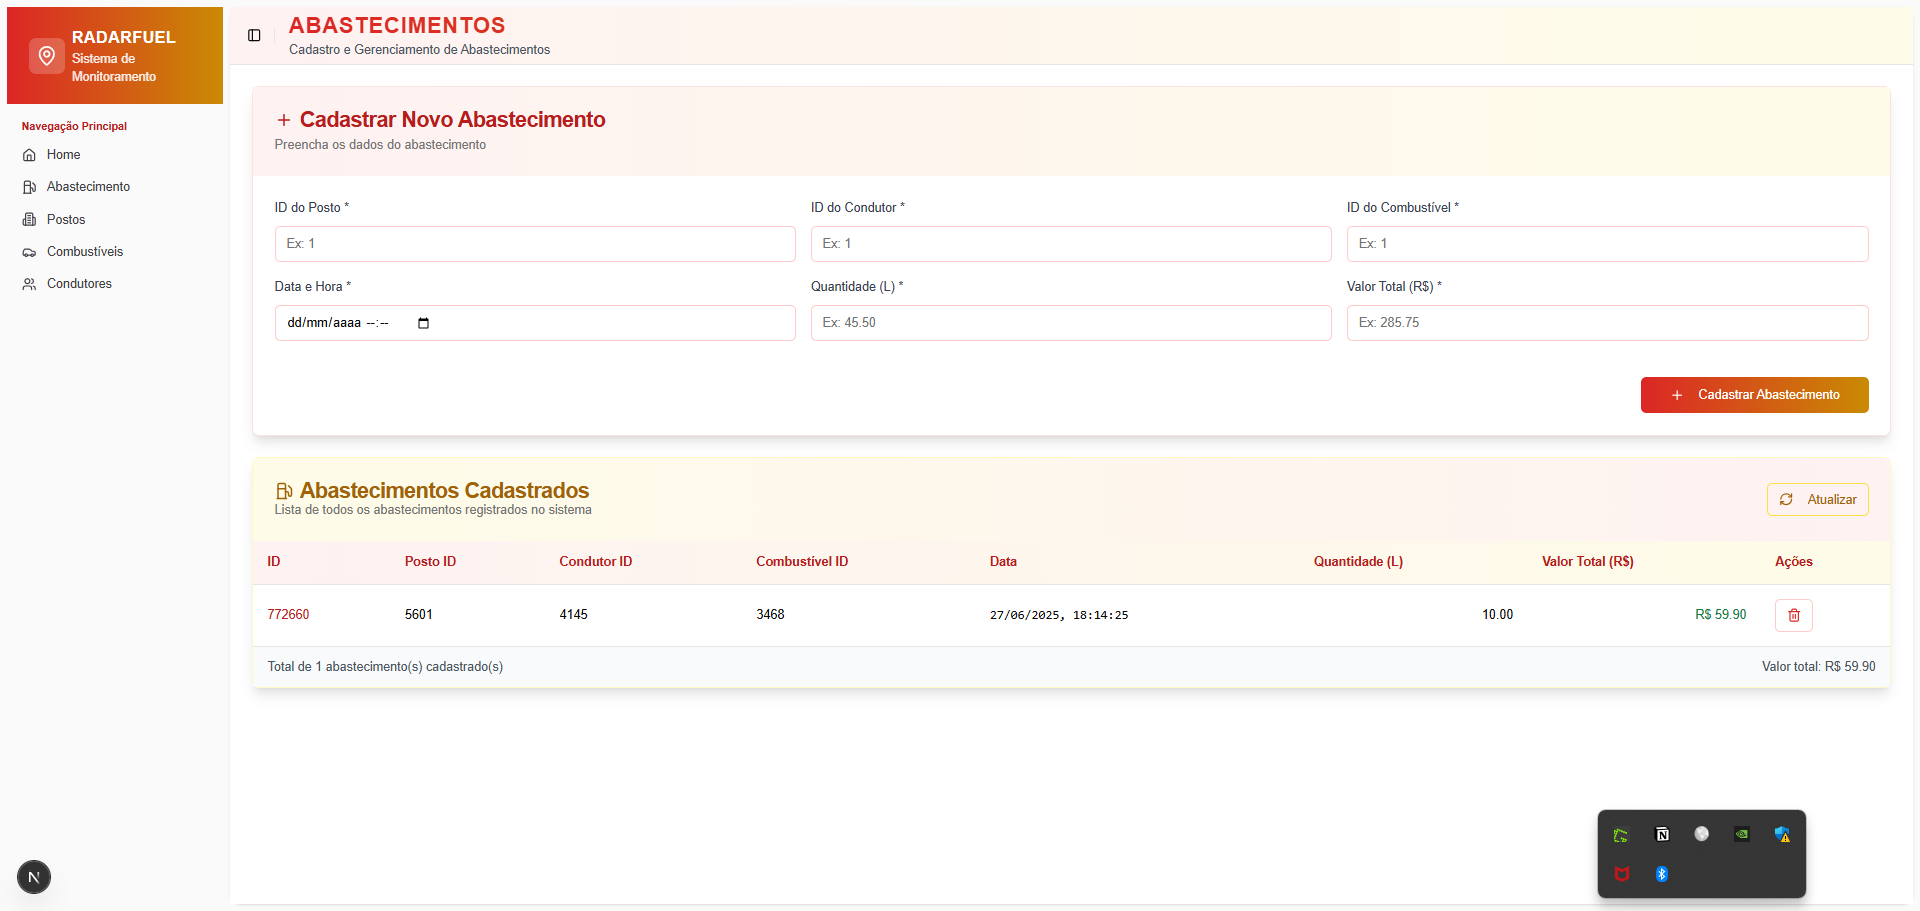 RADARFUEL
Sistema de
Monitoramento
Navegação Principal
Home
Abastecimento
Postos
Combustíveis
Condutores
N
ABASTECIMENTOS
Cadastro e Gerenciamento de Abastecimentos
Cadastrar Novo Abastecimento
Preencha os dados do abastecimento
ID do Posto * ID do Condutor * ID do Combustível *
Ex: 1 Ex: 1 Ex: 1
Data e Hora * Quantidade (L) * Valor Total (R$) *
dd/mm/aaaa --:-- Ex: 45.50 Ex: 285.75
+ Cadastrar Abastecimento
Abastecimentos Cadastrados
Lista de todos os abastecimentos registrados no sistema
Atualizar
ID Posto ID Condutor ID Combustível ID Data Quantidade (L) Valor Total (R$) Ações
772660 5601 4145 3468 27/06/2025, 18:14:25 10.00 R$ 59.90
Total de 1 abastecimento(s) cadastrado(s) Valor total: R$ 59.90
N